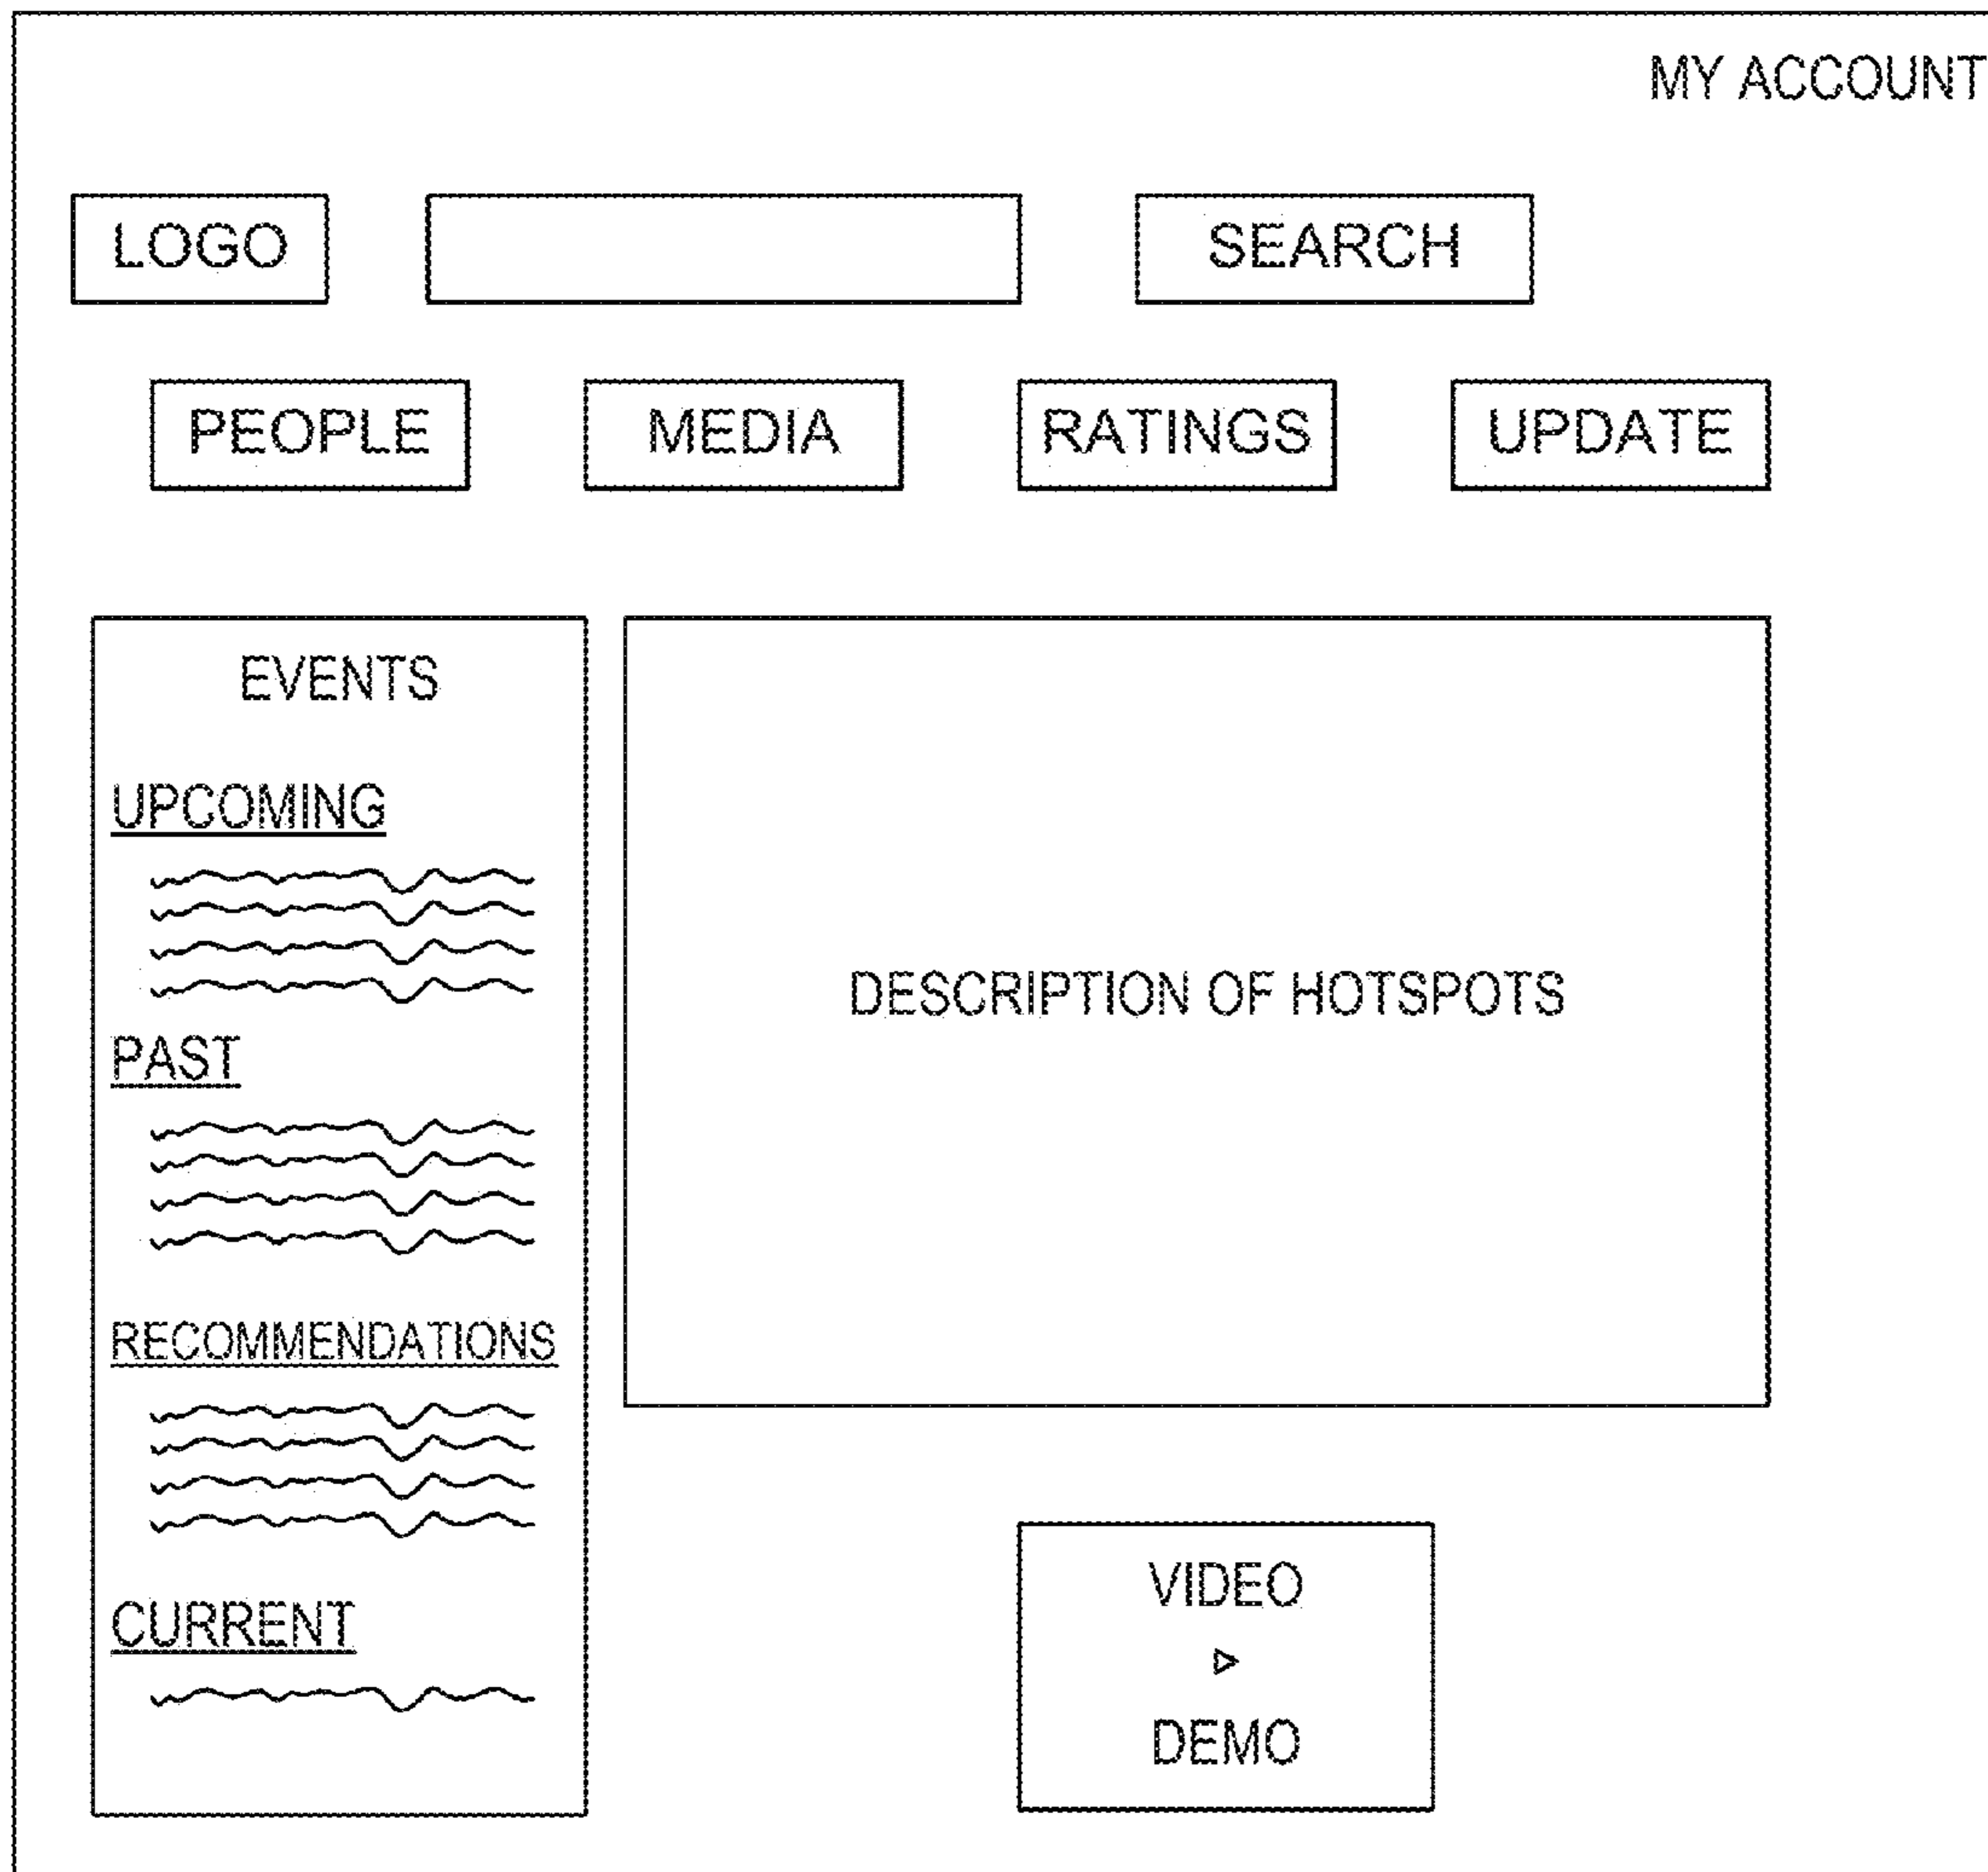 MY ACCOUNT
LOGO
SEARCH
PEOPLE
MEDIA
RATINGS
UPDATE
EVENTS
UPCOMING
PAST
RECOMMENDATIONS
CURRENT
DESCRIPTION OF HOTSPOTS
VIDEO
DEMO